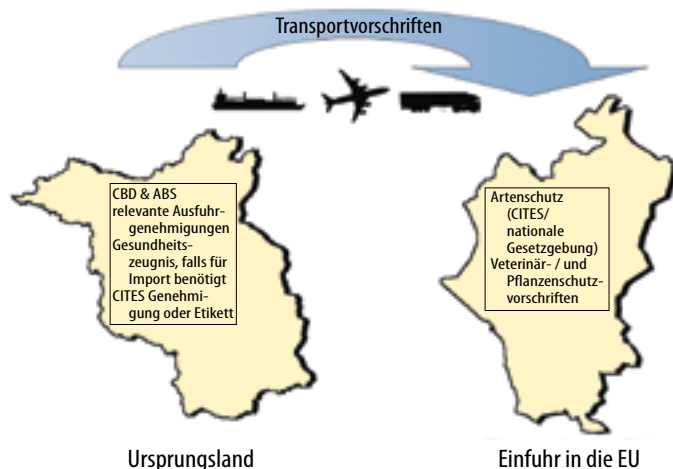 Transportvorschriften
CBD & ABS
relevante Ausfuhr-
genehmigungen
Gesundheits-
zeugnis, falls für
Import benötigt
CITES Genehmi-
gung oder Etikett
Artenschutz
(CITES/
nationale
Gesetzgebung)
Veterinär- / und
Pflanzenschutz-
vorschriften
Ursprungsland
Einfuhr in die EU